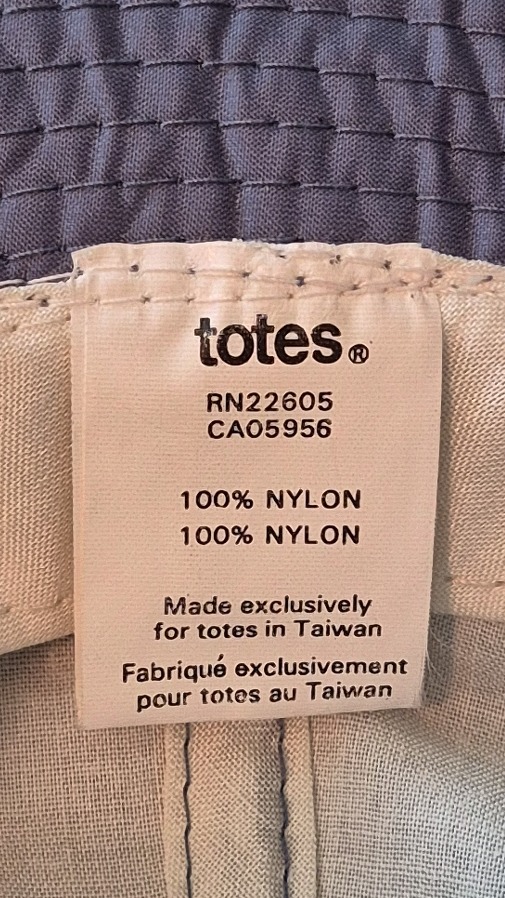 totes®
RN22605
CA05956
100% NYLON
100% NYLON
Made exclusively
for totes in Taiwan
Fabriqué exclusivement
pour totes au Taiwan